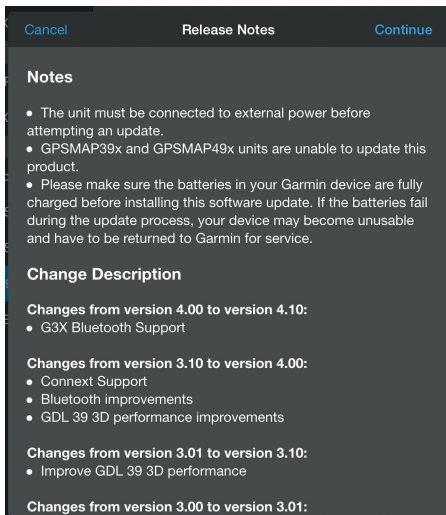 Cancel Release Notes Continue
Notes
• The unit must be connected to external power before
attempting an update.
• GPSMAP39x and GPSMAP49x units are unable to update this
product.
• Please make sure the batteries in your Garmin device are fully
charged before installing this software update. If the batteries fail
during the update process, your device may become unusable
and have to be returned to Garmin for service.
Change Description
Changes from version 4.00 to version 4.10:
• G3X Bluetooth Support
Changes from version 3.10 to version 4.00:
• Connext Support
• Bluetooth improvements
• GDL 39 3D performance improvements
Changes from version 3.01 to version 3.10:
• Improve GDL 39 3D performance
Changes from version 3.00 to version 3.01: